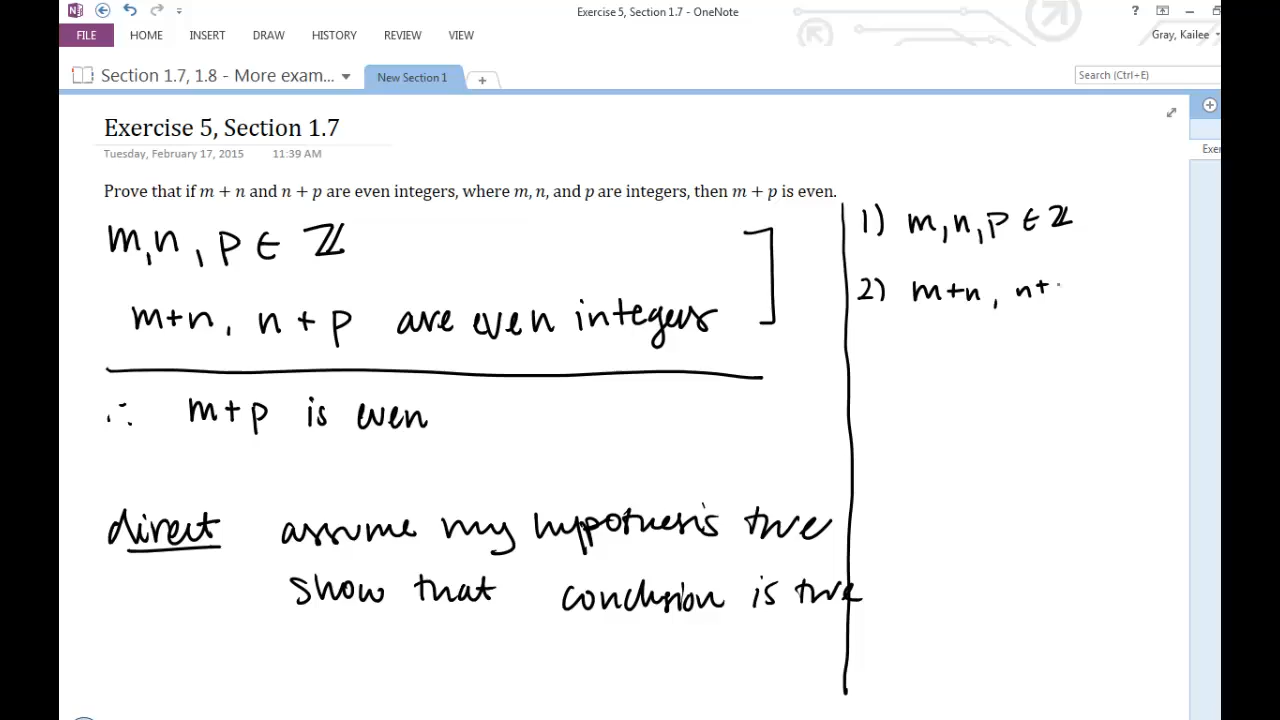 Exercise 5, Section 1.7 - OneNote
?
FILE HOME INSERT DRAW HISTORY REVIEW VIEW
Gray, Kailee
Section 1.7, 1.8 - More exam...
New Section 1
+
Search (Ctrl+E)
Exercise 5, Section 1.7
Tuesday, February 17, 2015 11:39 AM
Exer
Prove that if m + n and n + p are even integers, where m, n, and p are integers, then m + p is even.
m,n, p ∈ ℤ
m+n, n + p are even integers
∴ m+p is even
direct assume my hypothesis true
show that conclusion is true
1) m,n,p ∈ ℤ
2) m+n, n+